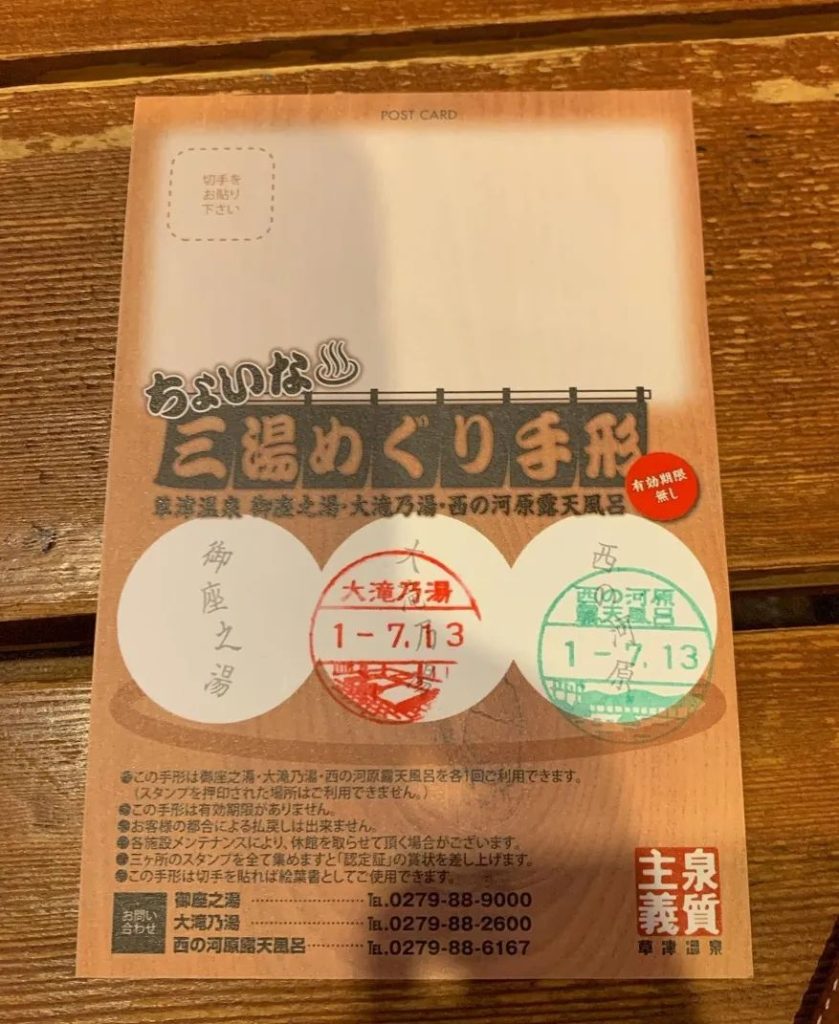 POST CARD
切手を
お貼り
下さい
ちょいな
三湯めぐり手形
有効期限
無し
草津温泉 御座之湯・大滝乃湯・西の河原露天風呂
御座之湯
大滝乃湯
西の河原
大滝乃湯
1-7.13
西の河原
露天風呂
1-7.13
●この手形は御座之湯・大滝乃湯・西の河原露天風呂を各1回ご利用できます。
(スタンプを押印された場所はご利用できません。)
●この手形は有効期限がありません。
●お客様の都合による払戻しは出来ません。
●各施設メンテナンスにより、休館を取らせて頂く場合がございます。
●三ヶ所のスタンプを全て集めますと「認定証」の賞状を差し上げます。
●この手形は切手を貼れば絵葉書としてご使用できます。
お問い
合わせ
御座之湯 ………… TEL.0279-88-9000
大滝乃湯 ………… TEL.0279-88-2600
西の河原露天風呂 ……… TEL.0279-88-6167
泉質
主義
草津温泉